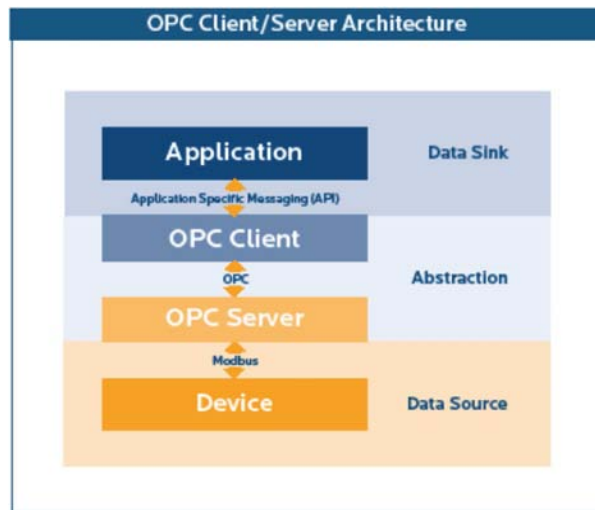 OPC Client/Server Architecture
Application
Data Sink
Application Specific Messaging (API)
OPC Client
OPC
Abstraction
OPC Server
Modbus
Device
Data Source